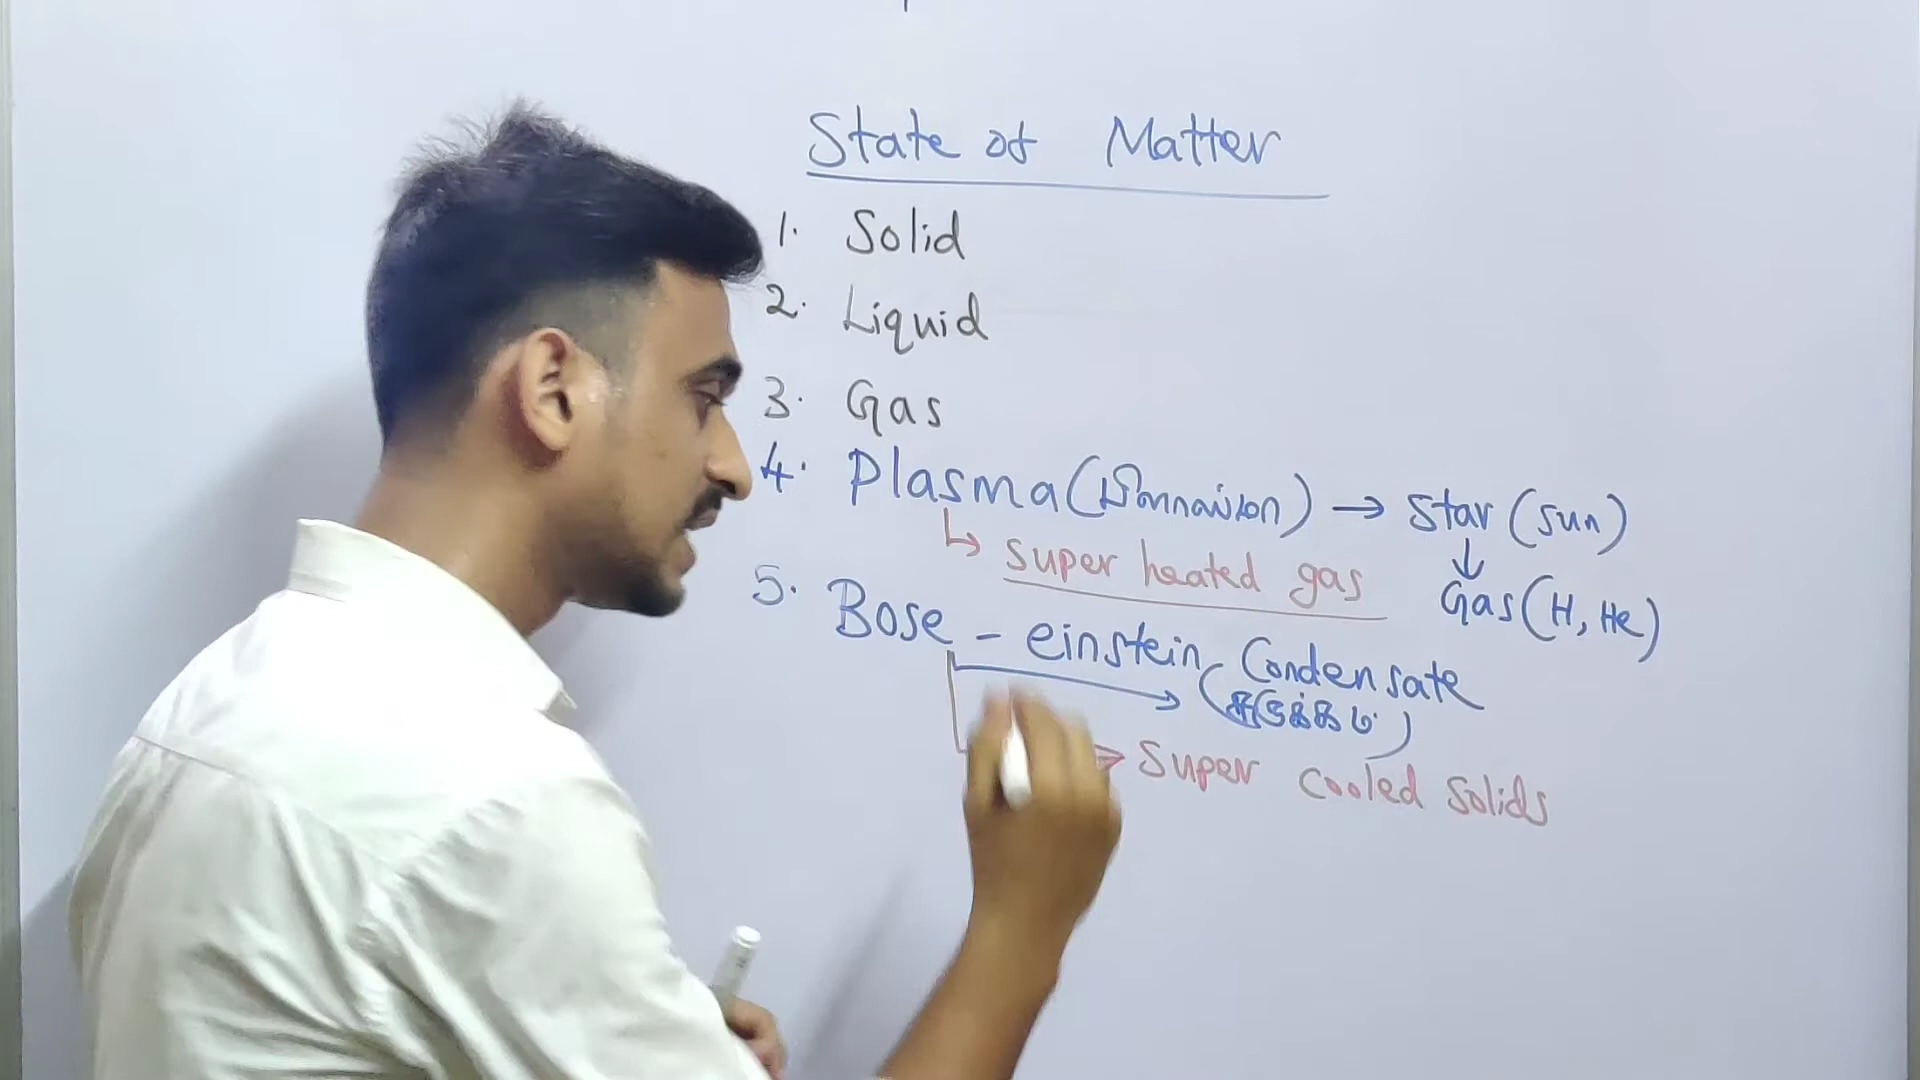 State of Matter
1. Solid
2. Liquid
3. Gas
4. Plasma ( ) → Star (Sun)
↳ super heated gas
↓
Gas (H, He)
5. Bose - einstein Condensate
→ Super cooled solids